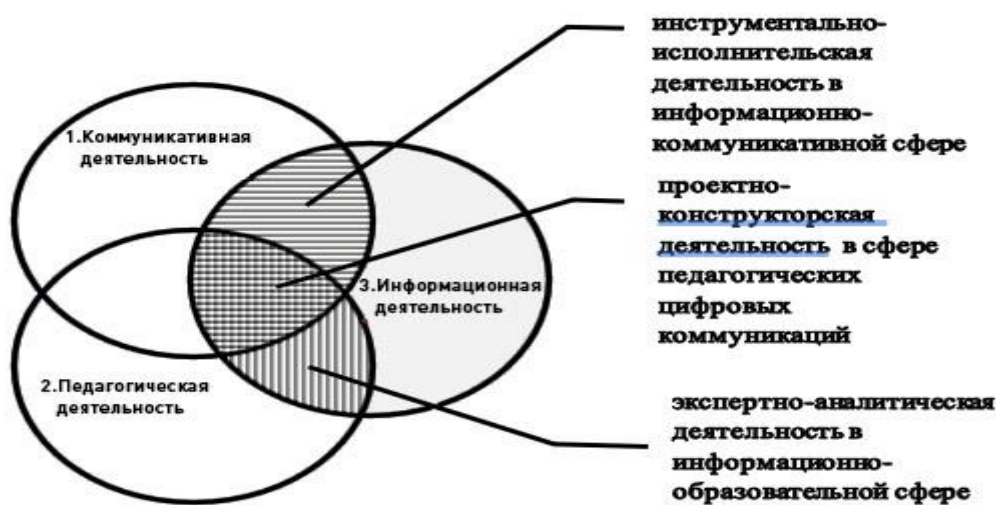 1.Коммуникативная
деятельность
2.Педагогическая
деятельность
3.Информационная
деятельность
инструментально-
исполнительская
деятельность в
информационно-
коммуникативной сфере
проектно-
конструкторская
деятельность в сфере
педагогических
цифровых
коммуникаций
экспертно-аналитическая
деятельность в
информационно-
образовательной сфере